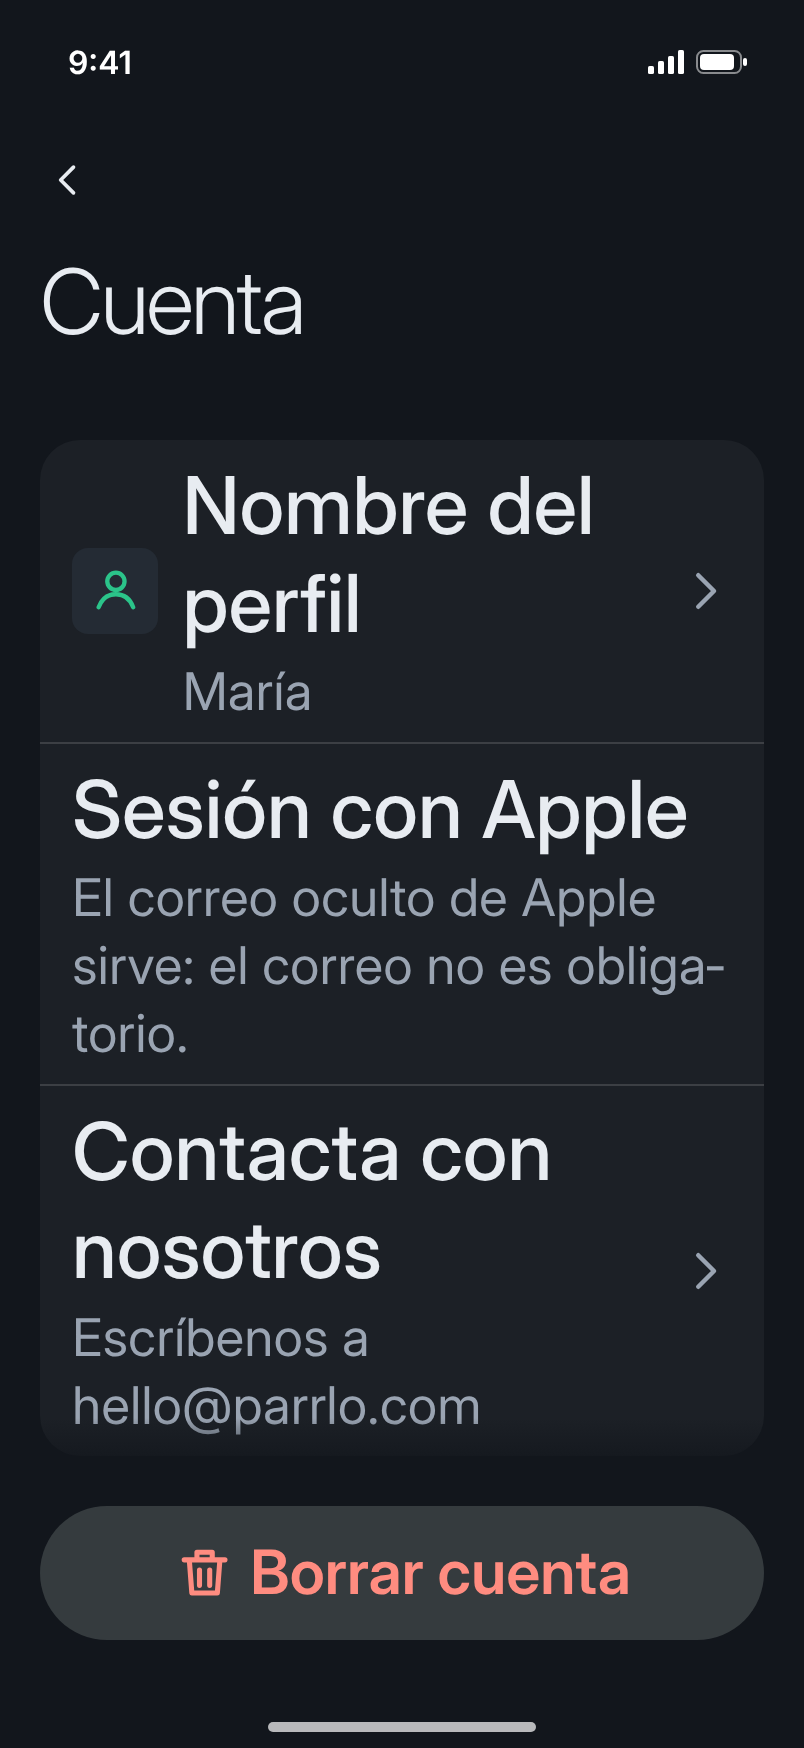 9:41
Cuenta
Nombre del
perfil
María
Sesión con Apple
El correo oculto de Apple
sirve: el correo no es obliga-
torio.
Contacta con
nosotros
Escríbenos a
hello@parrlo.com
Borrar cuenta